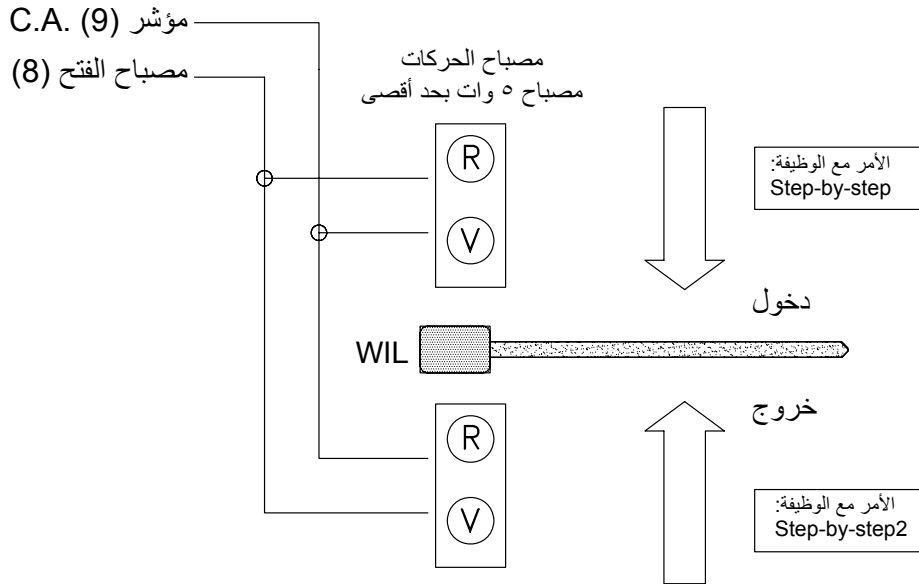 مؤشر C.A. (9)
مصباح الفتح (8)
مصباح الحركات
مصباح ٥ وات بحد أقصى
R
V
الأمر مع الوظيفة:
Step-by-step
دخول
WIL
خروج
R
V
الأمر مع الوظيفة:
Step-by-step2